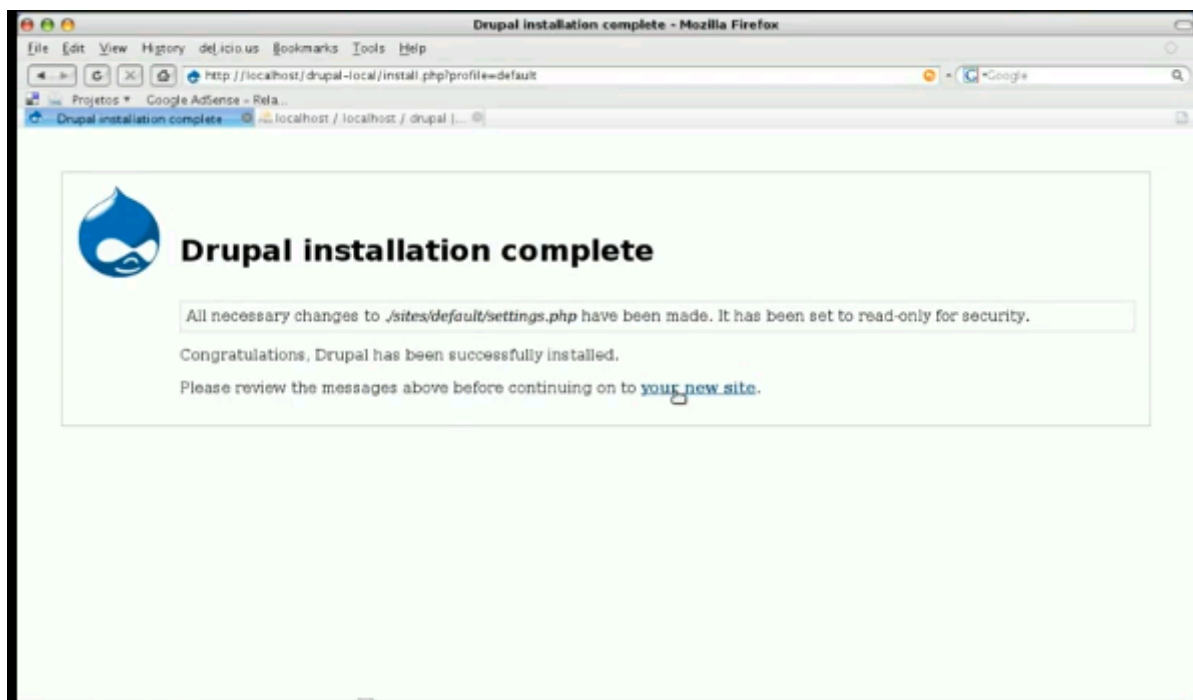 Drupal installation complete - Mozilla Firefox
File Edit View History del.icio.us Bookmarks Tools Help
http://localhost/drupal-local/install.php?profile=default
Google
Projetos Google AdSense - Rela...
Drupal installation complete localhost / localhost / drupal |...
Drupal installation complete
All necessary changes to ./sites/default/settings.php have been made. It has been set to read-only for security.
Congratulations, Drupal has been successfully installed.
Please review the messages above before continuing on to your new site.